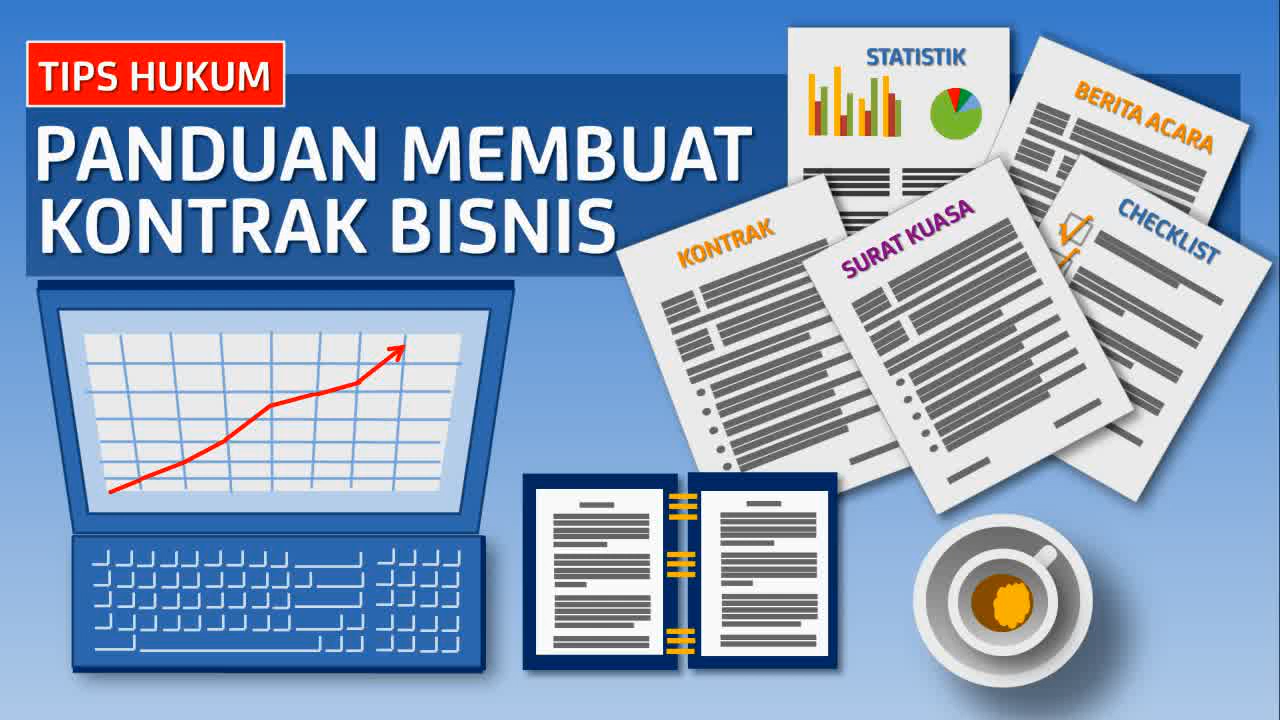 TIPS HUKUM
PANDUAN MEMBUAT
KONTRAK BISNIS
STATISTIK
BERITA ACARA
KONTRAK
SURAT KUASA
CHECKLIST